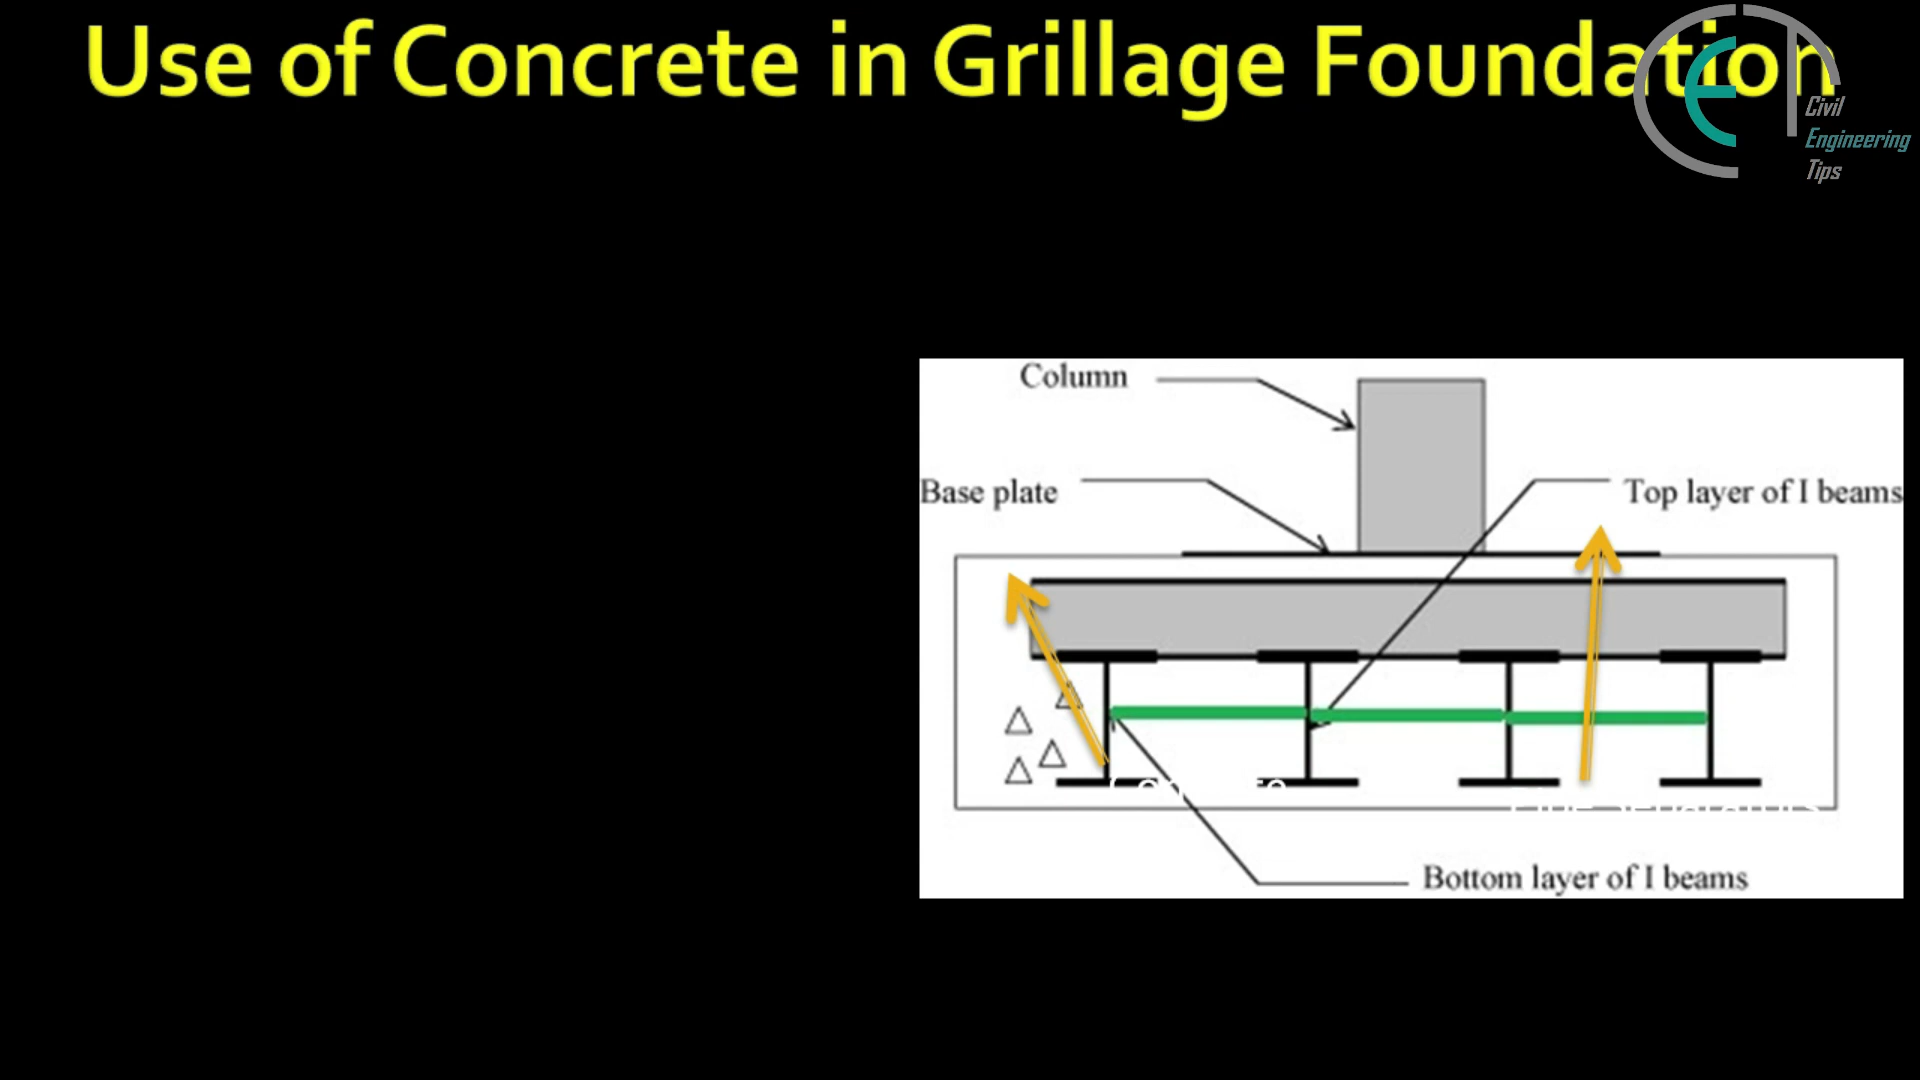 Use of Concrete in Grillage Foundation
Civil
Engineering
Tips
Column
Base plate
Top layer of I beams
Bottom layer of I beams